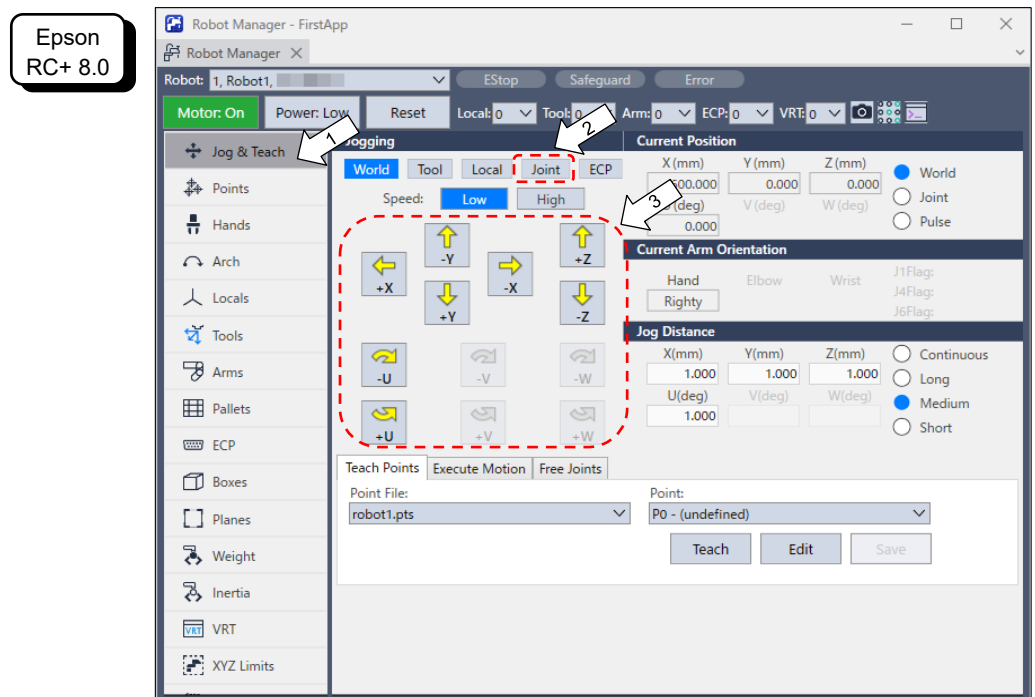 Epson
RC+ 8.0
Robot Manager - FirstApp
Robot Manager
Robot: 1, Robot1, EStop Safeguard Error
Motor: On Power: Low Reset Local: 0 Tool: 0 Arm: 0 ECP: 0 VRT: 0
1
2
3
Jog & Teach
Points
Hands
Arch
Locals
Tools
Arms
Pallets
ECP
Boxes
Planes
Weight
Inertia
VRT VRT
XYZ Limits
Jogging
World Tool Local Joint ECP
Speed: Low High
-Y +Z
+X -X
+Y -Z
-U -V -W
+U +V +W
Current Position
X (mm) Y (mm) Z (mm)
600.000 0.000 0.000
(deg) V (deg) W (deg)
0.000
World
Joint
Pulse
Current Arm Orientation
Hand Elbow Wrist
Righty
J1Flag:
J4Flag:
J6Flag:
Jog Distance
X(mm) Y(mm) Z(mm)
1.000 1.000 1.000
U(deg) V(deg) W(deg)
1.000
Continuous
Long
Medium
Short
Teach Points Execute Motion Free Joints
Point File: Point:
robot1.pts P0 - (undefined)
Teach Edit Save